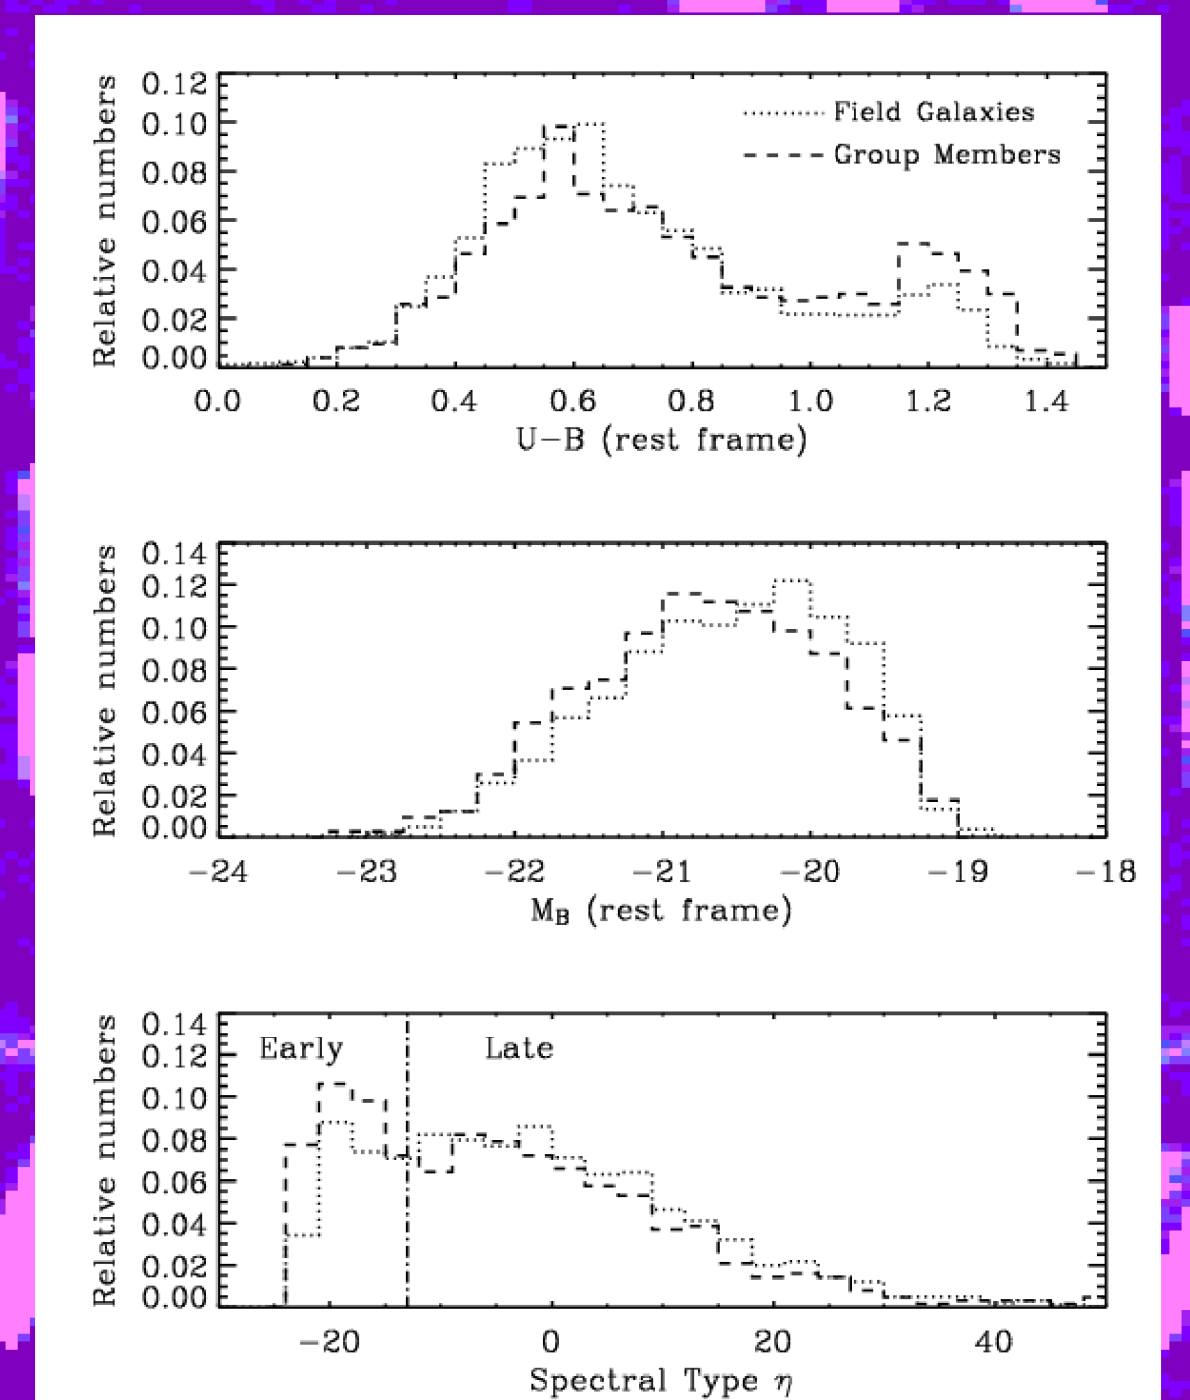 Relative numbers
0.12
0.10
0.08
0.06
0.04
0.02
0.00
Field Galaxies
Group Members
0.0 0.2 0.4 0.6 0.8 1.0 1.2 1.4
U−B (rest frame)
Relative numbers
0.14
0.12
0.10
0.08
0.06
0.04
0.02
0.00
−24 −23 −22 −21 −20 −19 −18
M_B (rest frame)
Relative numbers
0.14
0.12
0.10
0.08
0.06
0.04
0.02
0.00
Early Late
−20 0 20 40
Spectral Type η